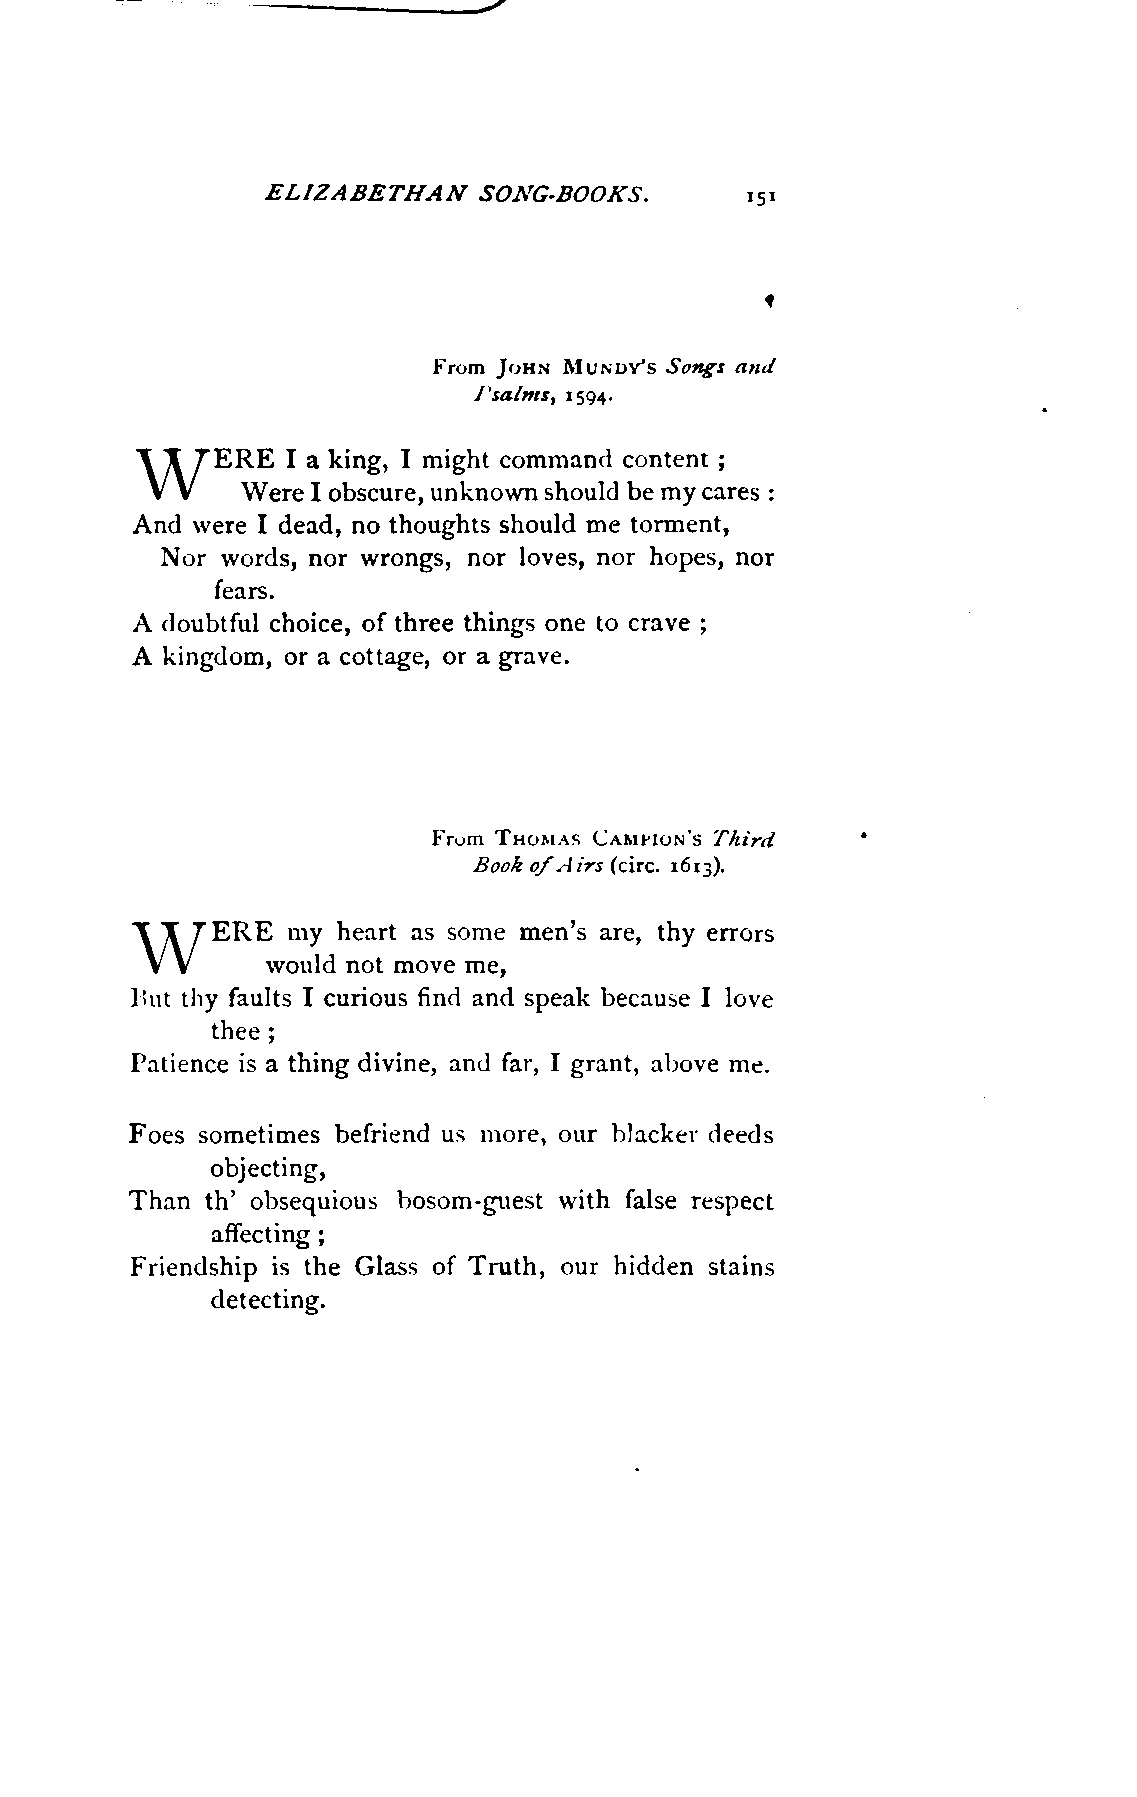 ELIZABETHAN SONG-BOOKS. 151
From JOHN MUNDY'S Songs and
Psalms, 1594.
WERE I a king, I might command content ;
Were I obscure, unknown should be my cares :
And were I dead, no thoughts should me torment,
Nor words, nor wrongs, nor loves, nor hopes, nor
fears.
A doubtful choice, of three things one to crave ;
A kingdom, or a cottage, or a grave.
From THOMAS CAMPION'S Third
Book of Airs (circ. 1613).
WERE my heart as some men's are, thy errors
would not move me,
But thy faults I curious find and speak because I love
thee ;
Patience is a thing divine, and far, I grant, above me.
Foes sometimes befriend us more, our blacker deeds
objecting,
Than th' obsequious bosom-guest with false respect
affecting ;
Friendship is the Glass of Truth, our hidden stains
detecting.